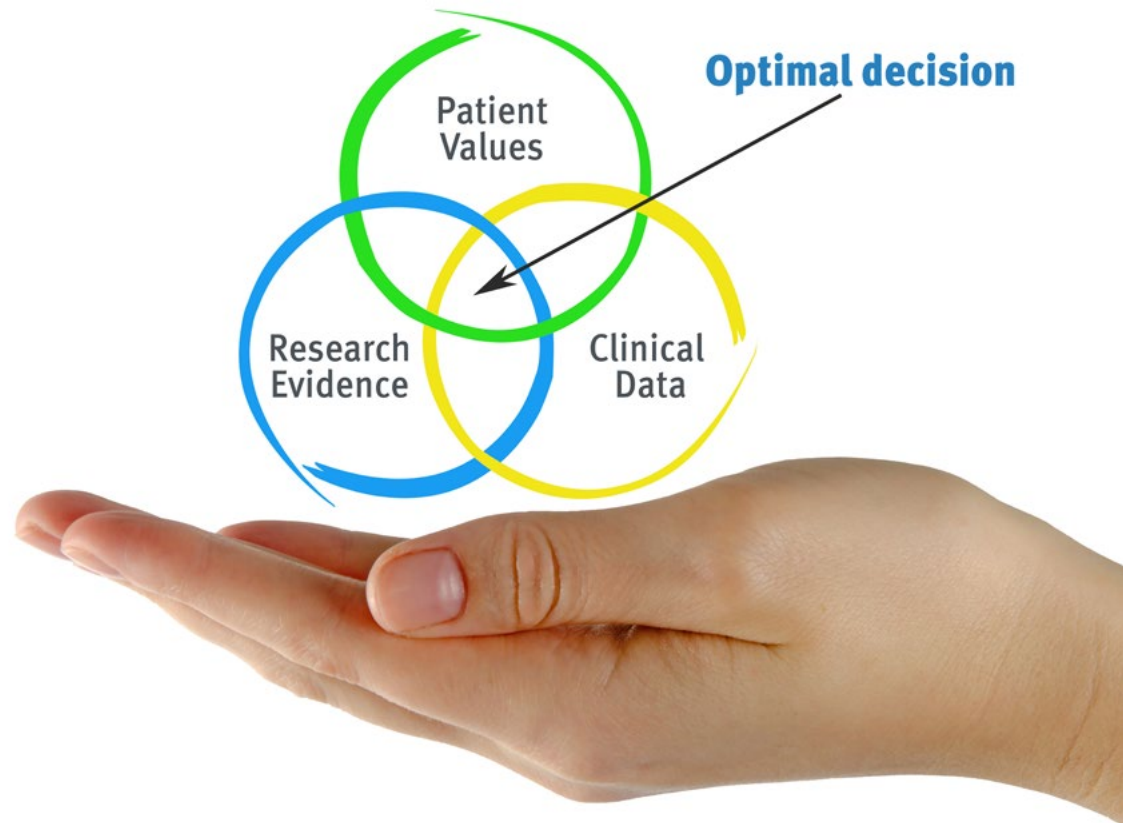 Optimal decision
Patient
Values
Research
Evidence
Clinical
Data